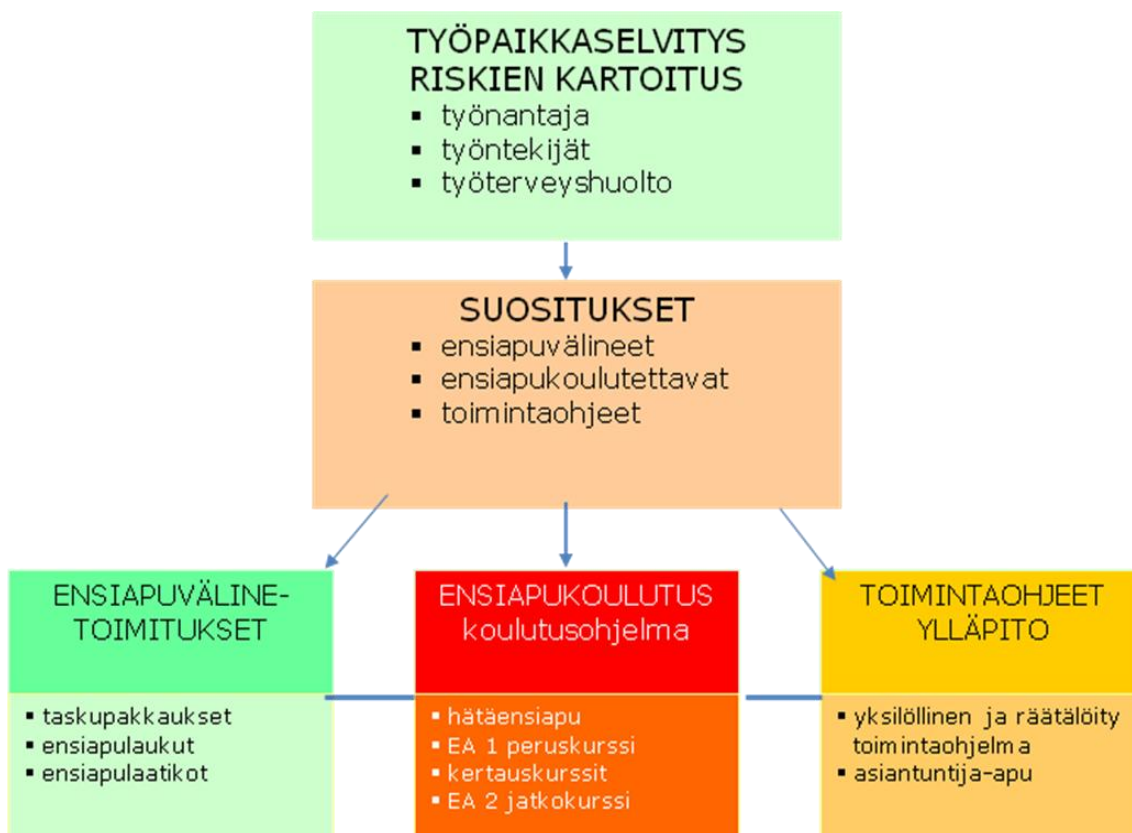 TYÖPAIKKASELVITYS
RISKIEN KARTOITUS
▪ työnantaja
▪ työntekijät
▪ työterveyshuolto
SUOSITUKSET
▪ ensiapuvälineet
▪ ensiapukoulutettavat
▪ toimintaohjeet
ENSIAPUVÄLINE-
TOIMITUKSET
▪ taskupakkaukset
▪ ensiapulaukut
▪ ensiapulaatikot
ENSIAPUKOULUTUS
koulutusohjelma
▪ hätäensiapu
▪ EA 1 peruskurssi
▪ kertauskurssit
▪ EA 2 jatkokurssi
TOIMINTAOHJEET
YLLÄPITO
▪ yksilöllinen ja räätälöity
toimintaohjelma
▪ asiantuntija-apu